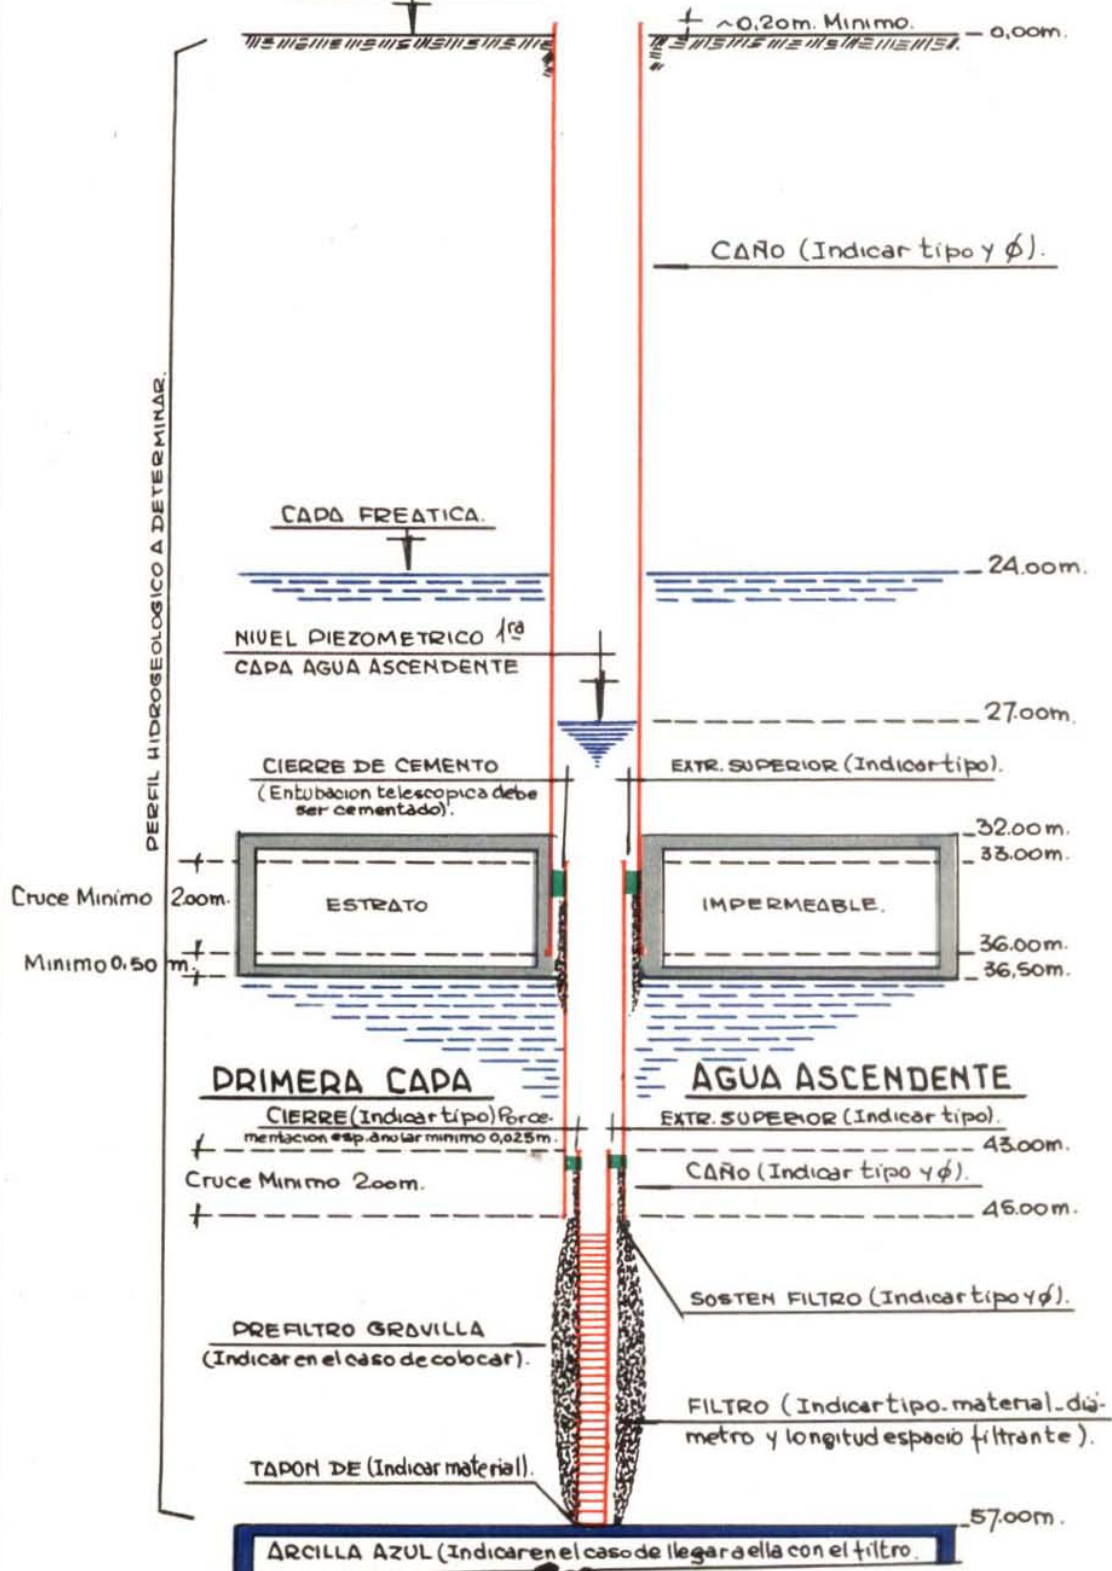 ~0,20m. Minimo.
0,00m.
CAÑO (Indicar tipo y ϕ).
PERFIL HIDROGEOLOGICO A DETERMINAR.
CAPA FREATICA.
24.00m.
NIVEL PIEZOMETRICO 1ra
CAPA AGUA ASCENDENTE
27.00m.
CIERRE DE CEMENTO
(Entubacion telescopica debe
ser cementado).
EXTR. SUPERIOR (Indicar tipo).
32.00m.
33.00m.
Cruce Minimo 2.00m.
ESTRATO
IMPERMEABLE.
36.00m.
Minimo 0.50 m.
36,50m.
PRIMERA CAPA
AGUA ASCENDENTE
CIERRE (Indicar tipo) Porce-
mentacion esp. anular minimo 0,025m.
EXTR. SUPERIOR (Indicar tipo).
43.00m.
Cruce Minimo 2.00m.
CAÑO (Indicar tipo y ϕ).
45.00m.
SOSTEN FILTRO (Indicar tipo y ϕ).
PREFILTRO GRAVILLA
(Indicar en el caso de colocar).
FILTRO (Indicar tipo-material-diá-
metro y longitud espacio filtrante).
TAPON DE (Indicar material).
57.00m.
ARCILLA AZUL (Indicar en el caso de llegar a ella con el filtro.